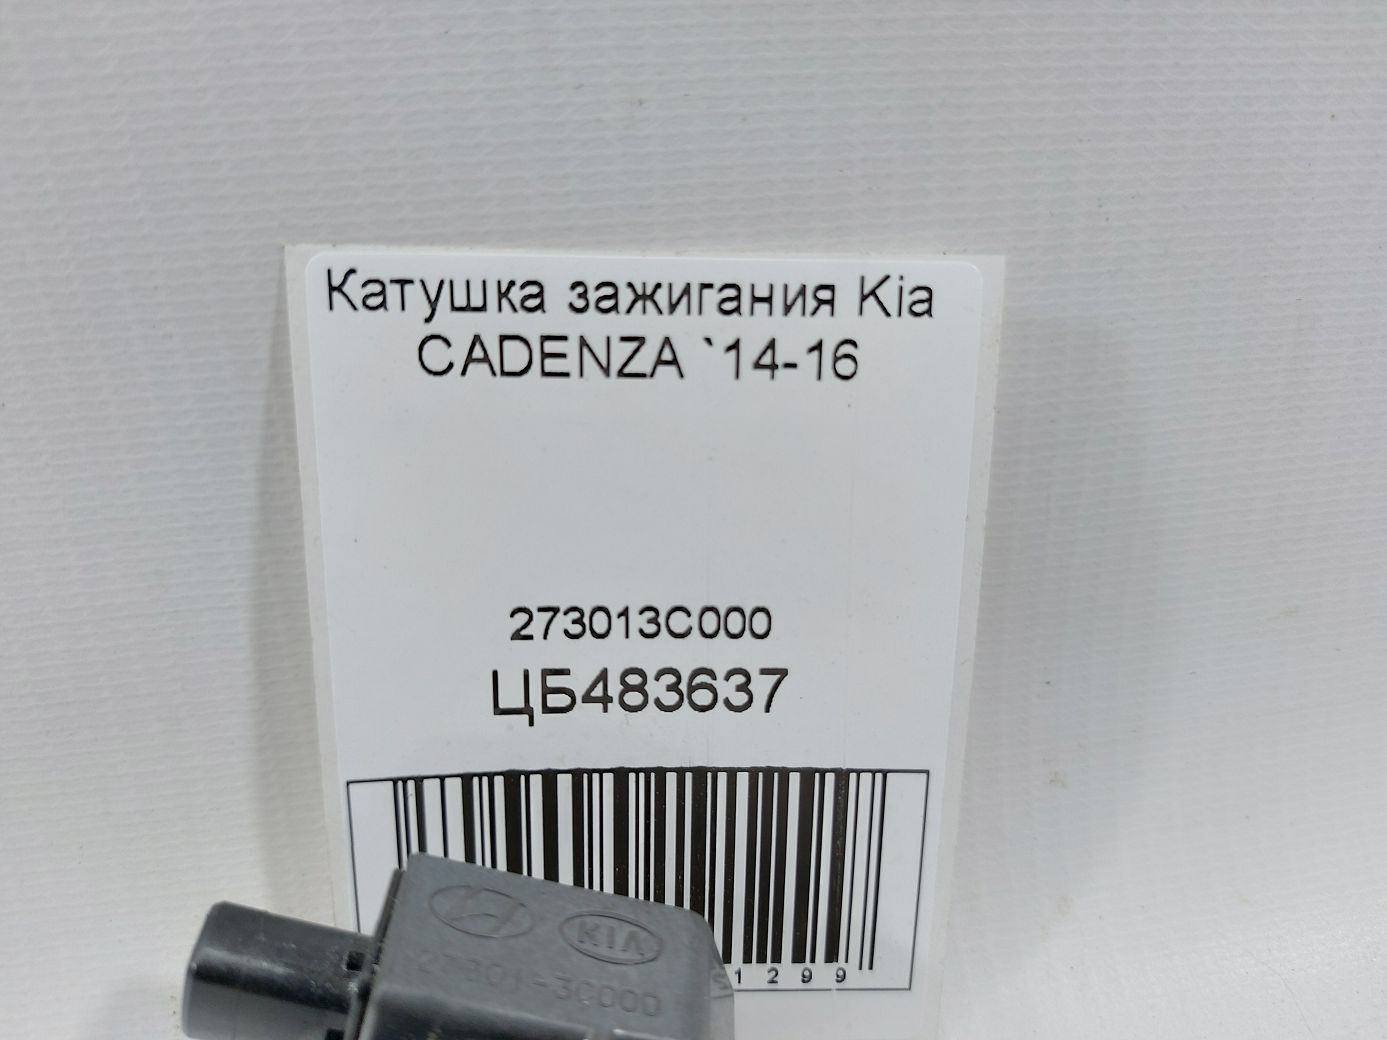 Катушка зажигания Kia
CADENZA `14-16
273013C000
ЦБ483637
1299
KIA
27301-3C000